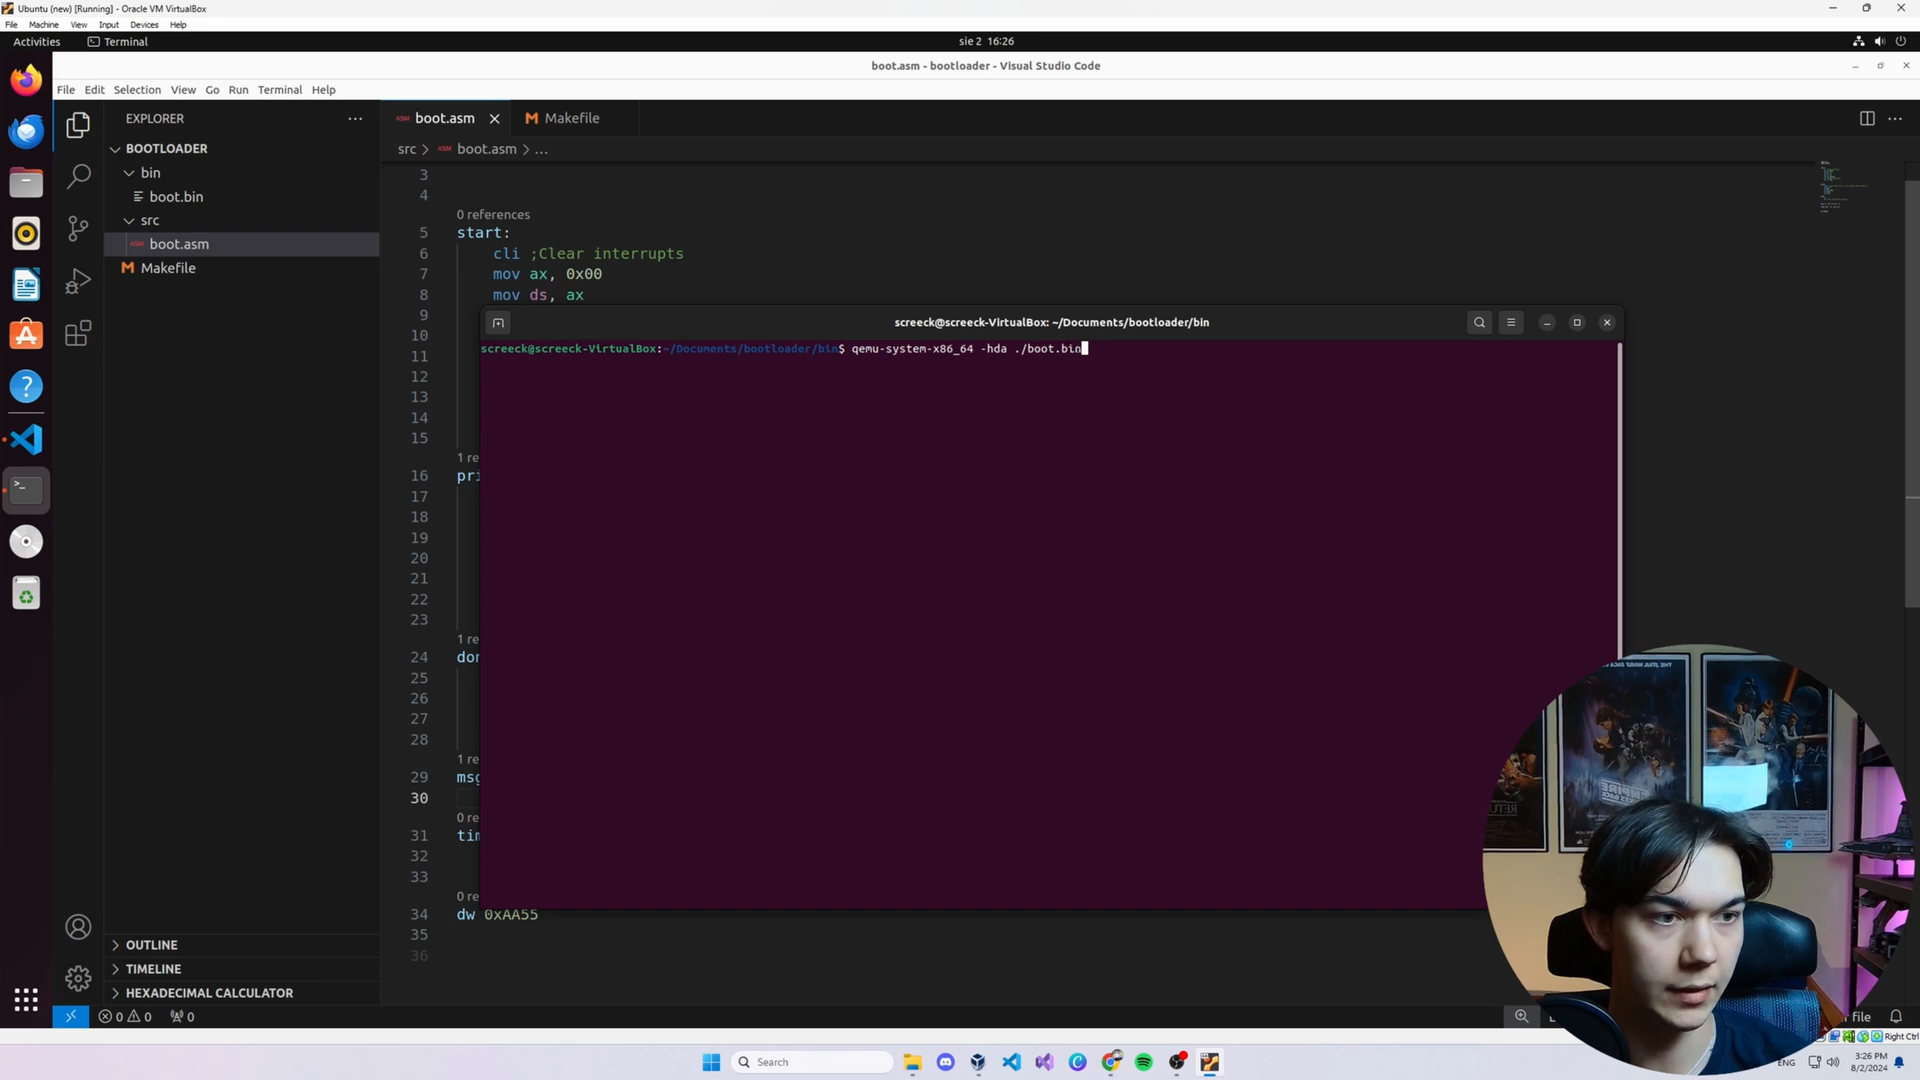 Ubuntu (new) [Running] - Oracle VM VirtualBox
File Machine View Input Devices Help
Activities Terminal sie 2 16:26
boot.asm - bootloader - Visual Studio Code
File Edit Selection View Go Run Terminal Help
EXPLORER
BOOTLOADER
bin
boot.bin
src
boot.asm
Makefile
OUTLINE
TIMELINE
HEXADECIMAL CALCULATOR
0 0 0
boot.asm Makefile
src > boot.asm > ...
3
4
0 references
5 start:
6 cli ;Clear interrupts
7 mov ax, 0x00
8 mov ds, ax
9
10
11
12
13
14
15
1 re
16 pri
17
18
19
20
21
22
23
1 re
24 don
25
26
27
28
1 re
29 msg
30
0 re
31 tim
32
33
0 re
34 dw 0xAA55
35
36
screeck@screeck-VirtualBox: ~/Documents/bootloader/bin
screeck@screeck-VirtualBox:~/Documents/bootloader/bin$ qemu-system-x86_64 -hda ./boot.bin
file
Right Ctrl
Search
ENG
3:26 PM
8/2/2024